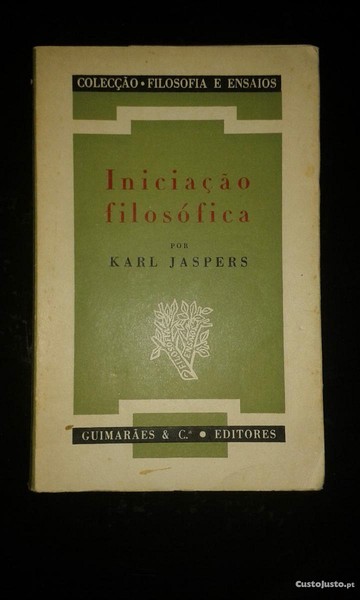 COLECÇÃO • FILOSOFIA E ENSAIOS
Iniciação
filosófica
POR
KARL JASPERS
GUIMARÃES & C.ª • EDITORES
CustoJusto.pt